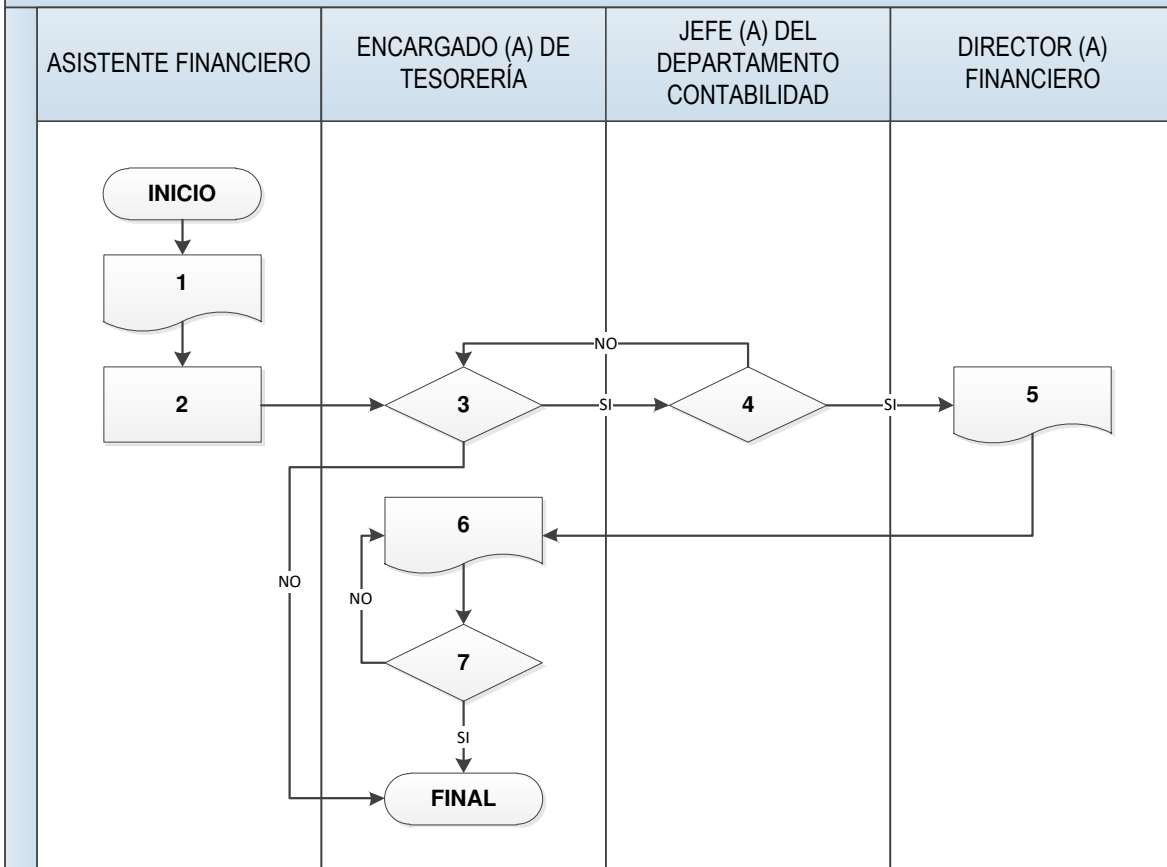 ASISTENTE FINANCIERO
ENCARGADO (A) DE
TESORERÍA
JEFE (A) DEL
DEPARTAMENTO
CONTABILIDAD
DIRECTOR (A)
FINANCIERO
INICIO
1
NO
2
3
SI
4
SI
5
6
NO
NO
7
SI
FINAL